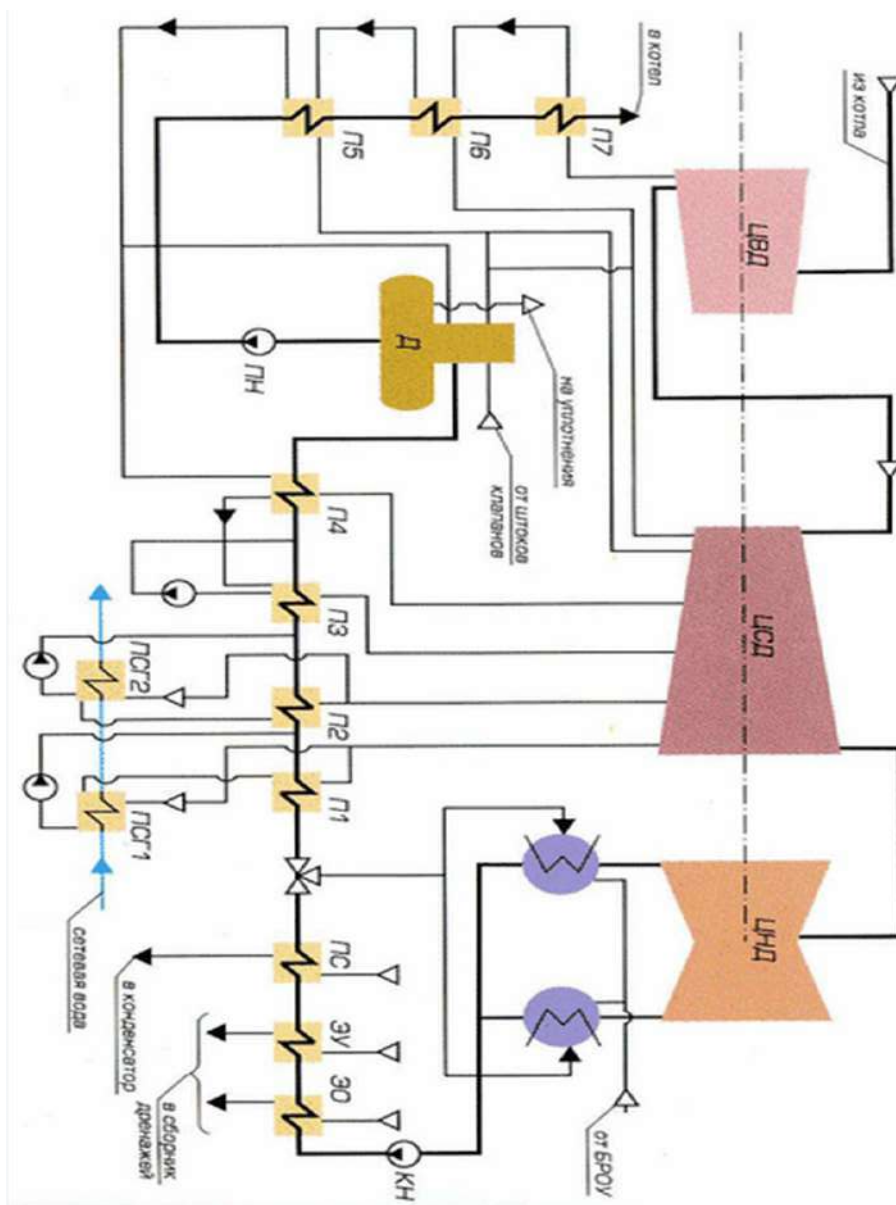 из котла
ЦВД
ЦСД
ЦНД
от БРОУ
в котел
П7
П6
П5
Д
на уплотнения
от штоков
клапанов
ПН
П4
П3
П2
П1
ПС
ЭУ
ЭО
КН
ПСГ2
ПСГ1
сетевая вода
в конденсатор
в сборник
дренажей